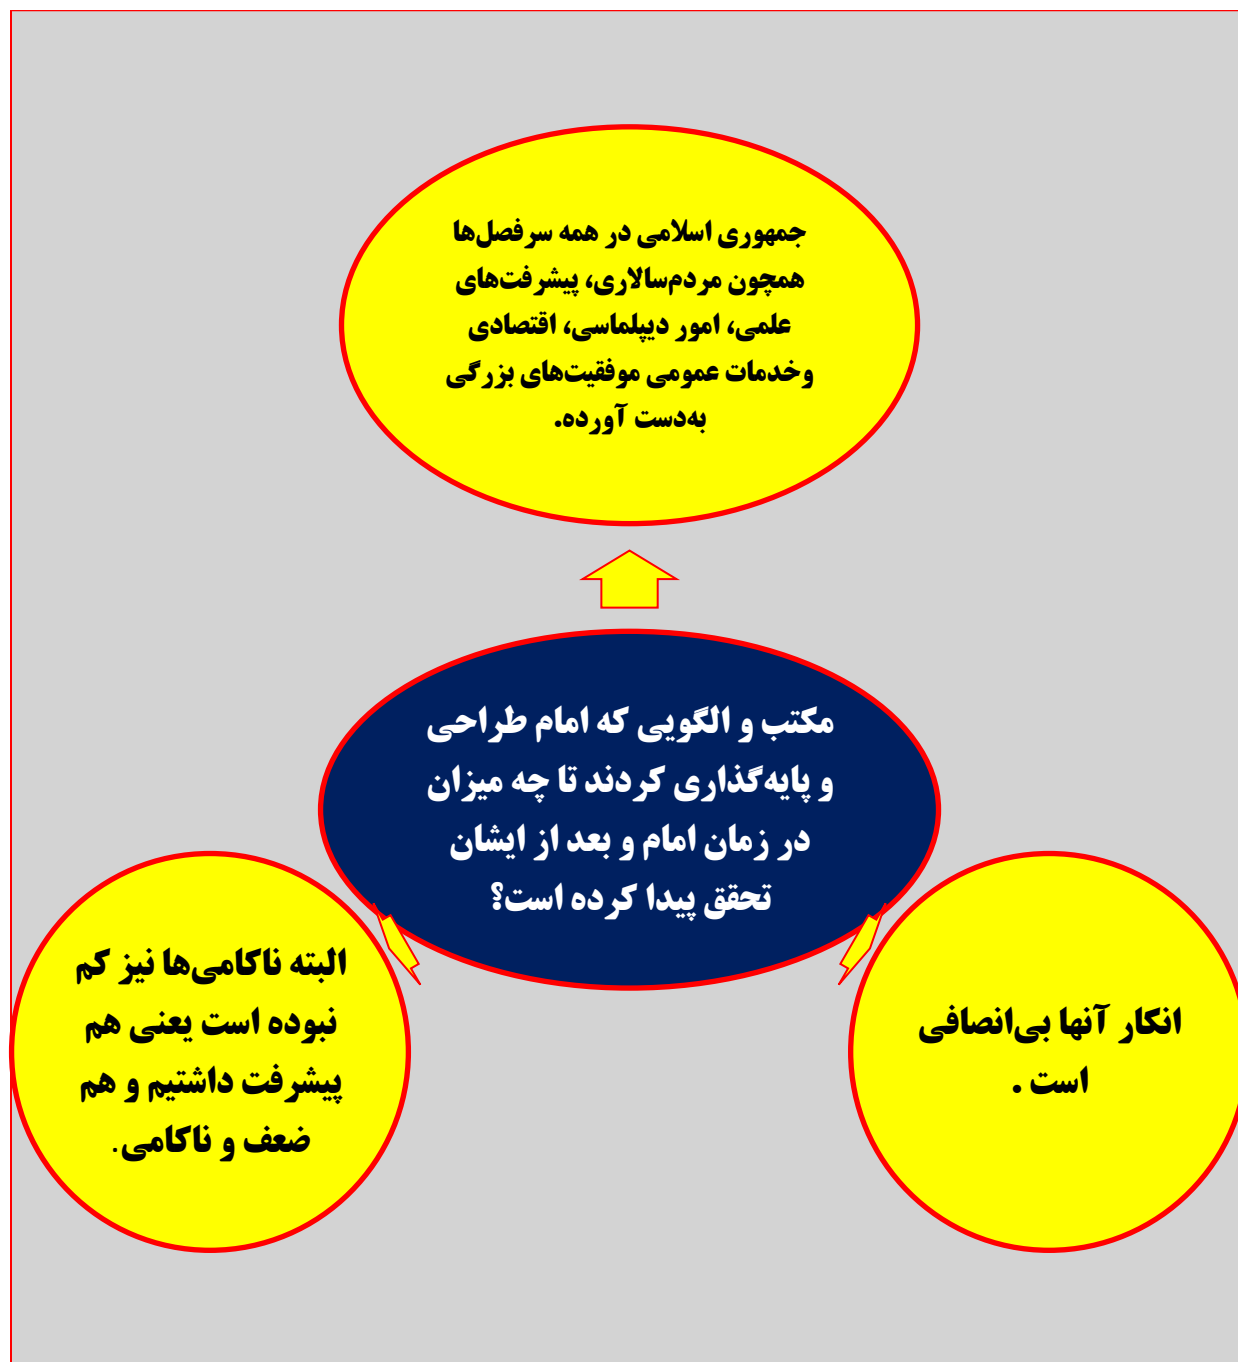 جمهوری اسلامی در همه سرفصل‌ها
همچون مردم‌سالاری، پیشرفت‌های
علمی، امور دیپلماسی، اقتصادی
وخدمات عمومی موفقیت‌های بزرگی
به‌دست آورده.
مکتب و الگویی که امام طراحی
و پایه‌گذاری کردند تا چه میزان
در زمان امام و بعد از ایشان
تحقق پیدا کرده است؟
انکار آنها بی‌انصافی
است .
البته ناکامی‌ها نیز کم
نبوده است یعنی هم
پیشرفت داشتیم و هم
ضعف و ناکامی.